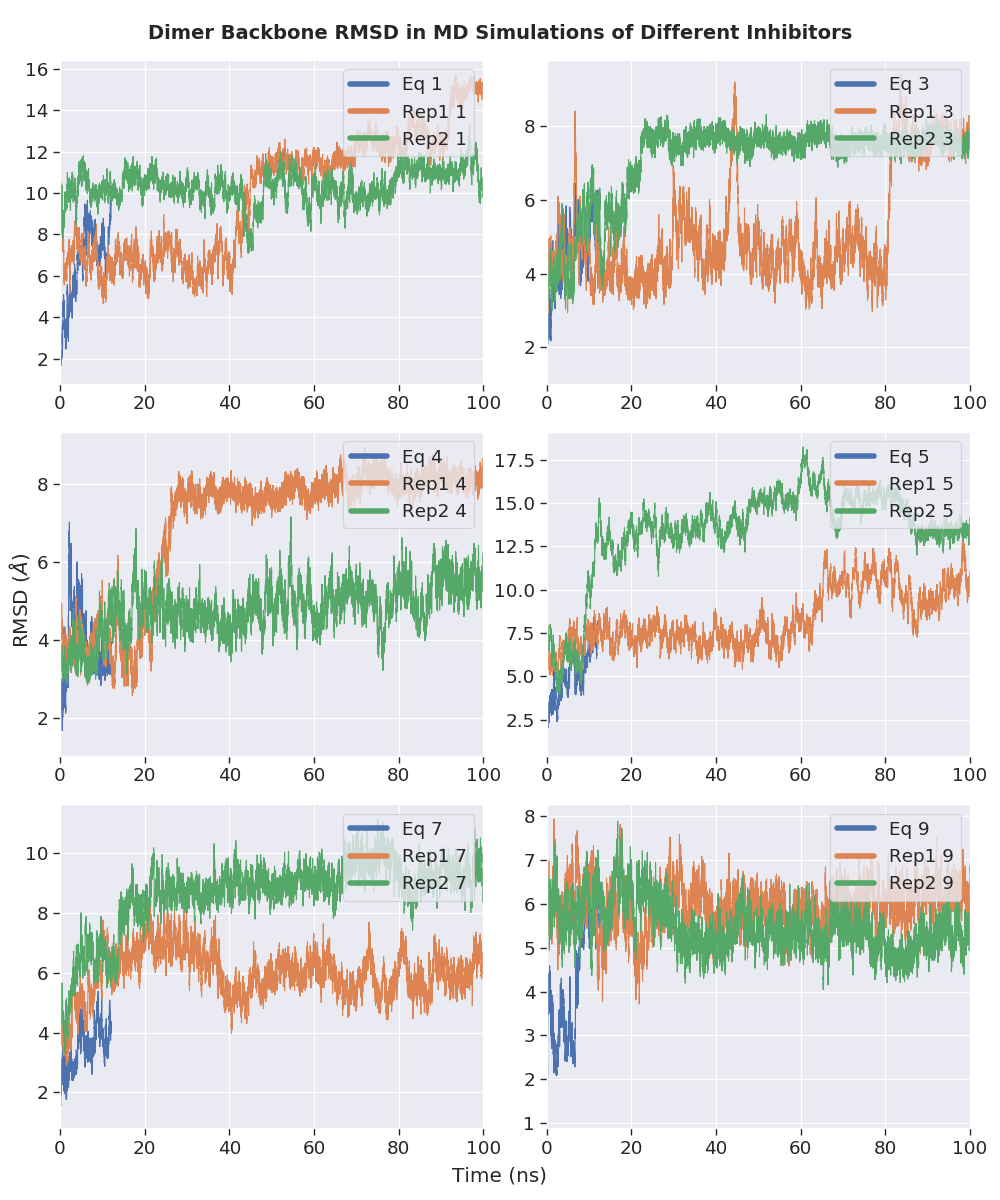 Dimer Backbone RMSD in MD Simulations of Different Inhibitors
16
14
12
10
8
6
4
2
0 20 40 60 80 100
Eq 1
Rep1 1
Rep2 1
8
6
4
2
0 20 40 60 80 100
Eq 3
Rep1 3
Rep2 3
RMSD (Å)
8
6
4
2
0 20 40 60 80 100
Eq 4
Rep1 4
Rep2 4
17.5
15.0
12.5
10.0
7.5
5.0
2.5
0 20 40 60 80 100
Eq 5
Rep1 5
Rep2 5
10
8
6
4
2
0 20 40 60 80 100
Eq 7
Rep1 7
Rep2 7
8
7
6
5
4
3
2
1
0 20 40 60 80 100
Eq 9
Rep1 9
Rep2 9
Time (ns)